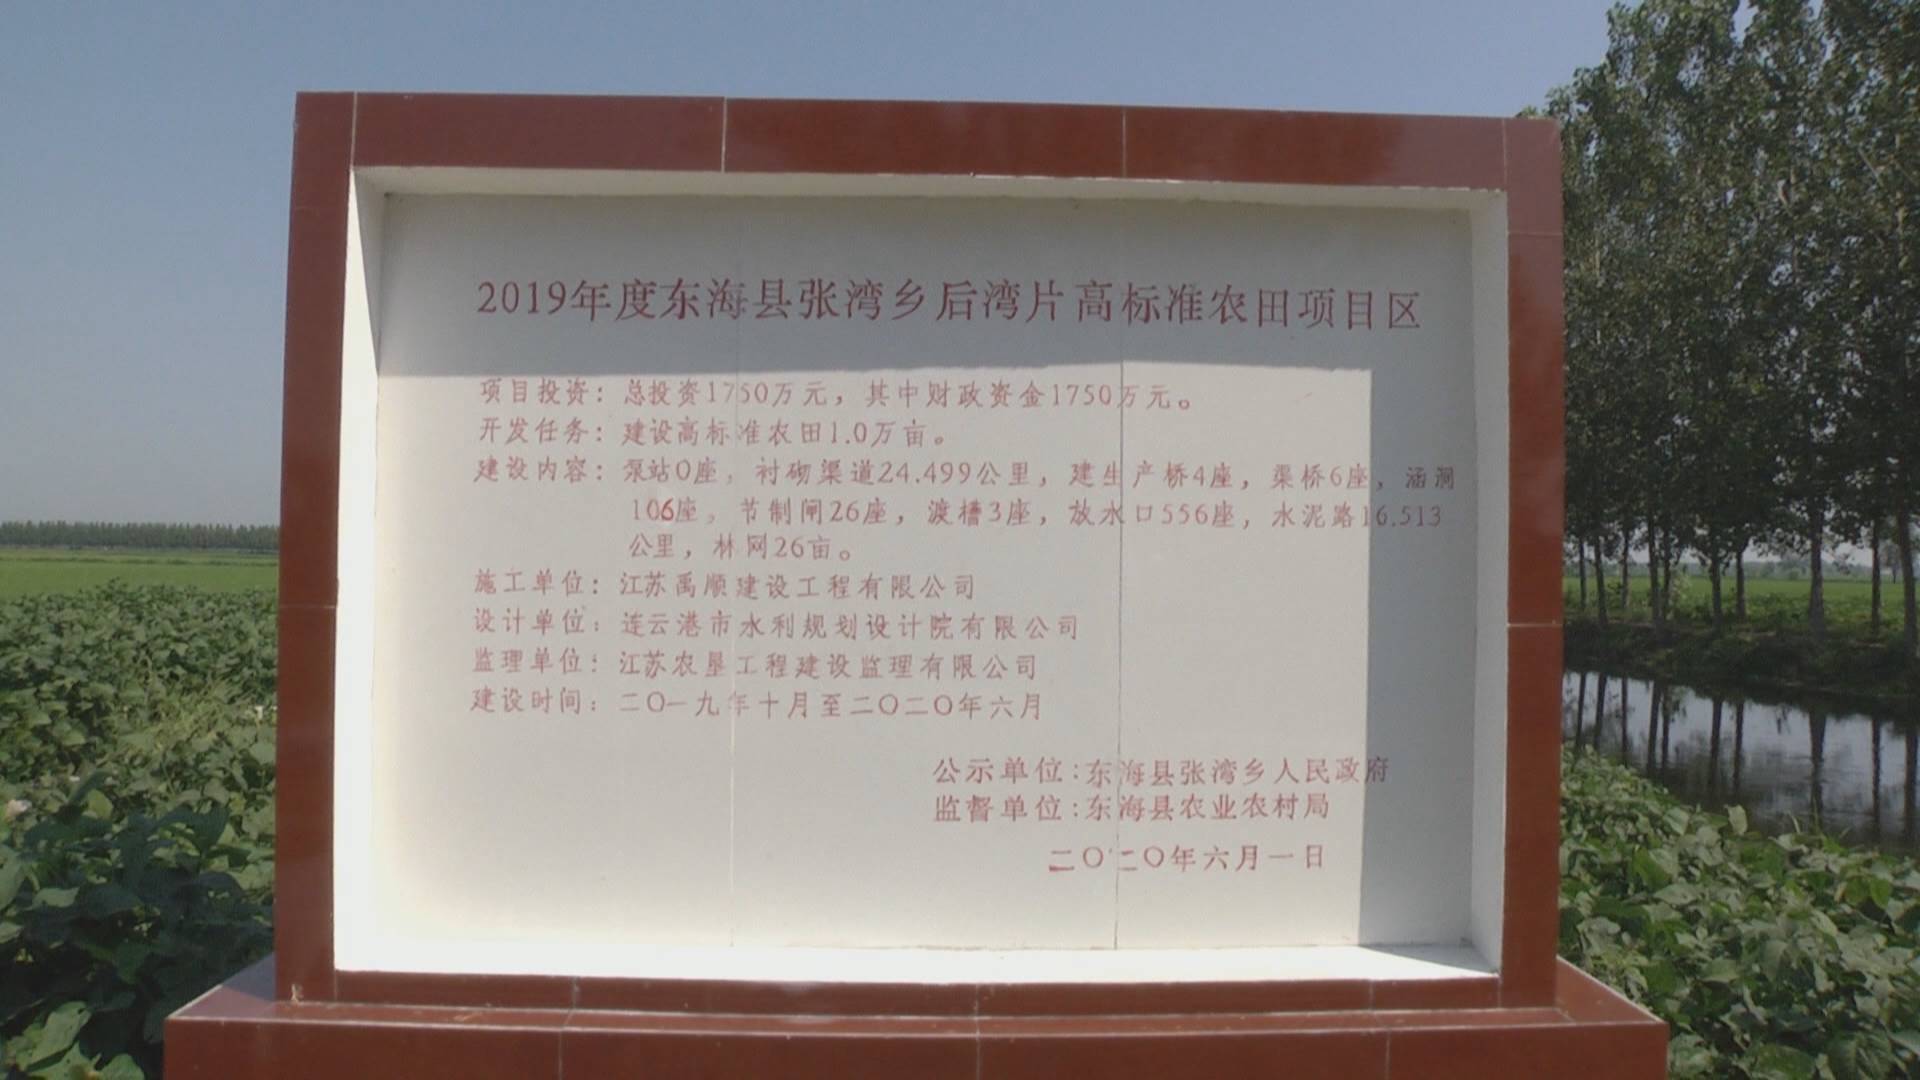 2019年度东海县张湾乡后湾片高标准农田项目区
项目投资：总投资1750万元，其中财政资金1750万元。
开发任务：建设高标准农田1.0万亩。
建设内容：泵站0座，衬砌渠道24.499公里，建生产桥4座，渠桥6座，涵洞
106座，节制闸26座，渡槽3座，放水口556座，水泥路16.513
公里，林网26亩。
施工单位：江苏禹顺建设工程有限公司
设计单位：连云港市水利规划设计院有限公司
监理单位：江苏农垦工程建设监理有限公司
建设时间：二〇一九年十月至二〇二〇年六月
公示单位：东海县张湾乡人民政府
监督单位：东海县农业农村局
二〇二〇年六月一日